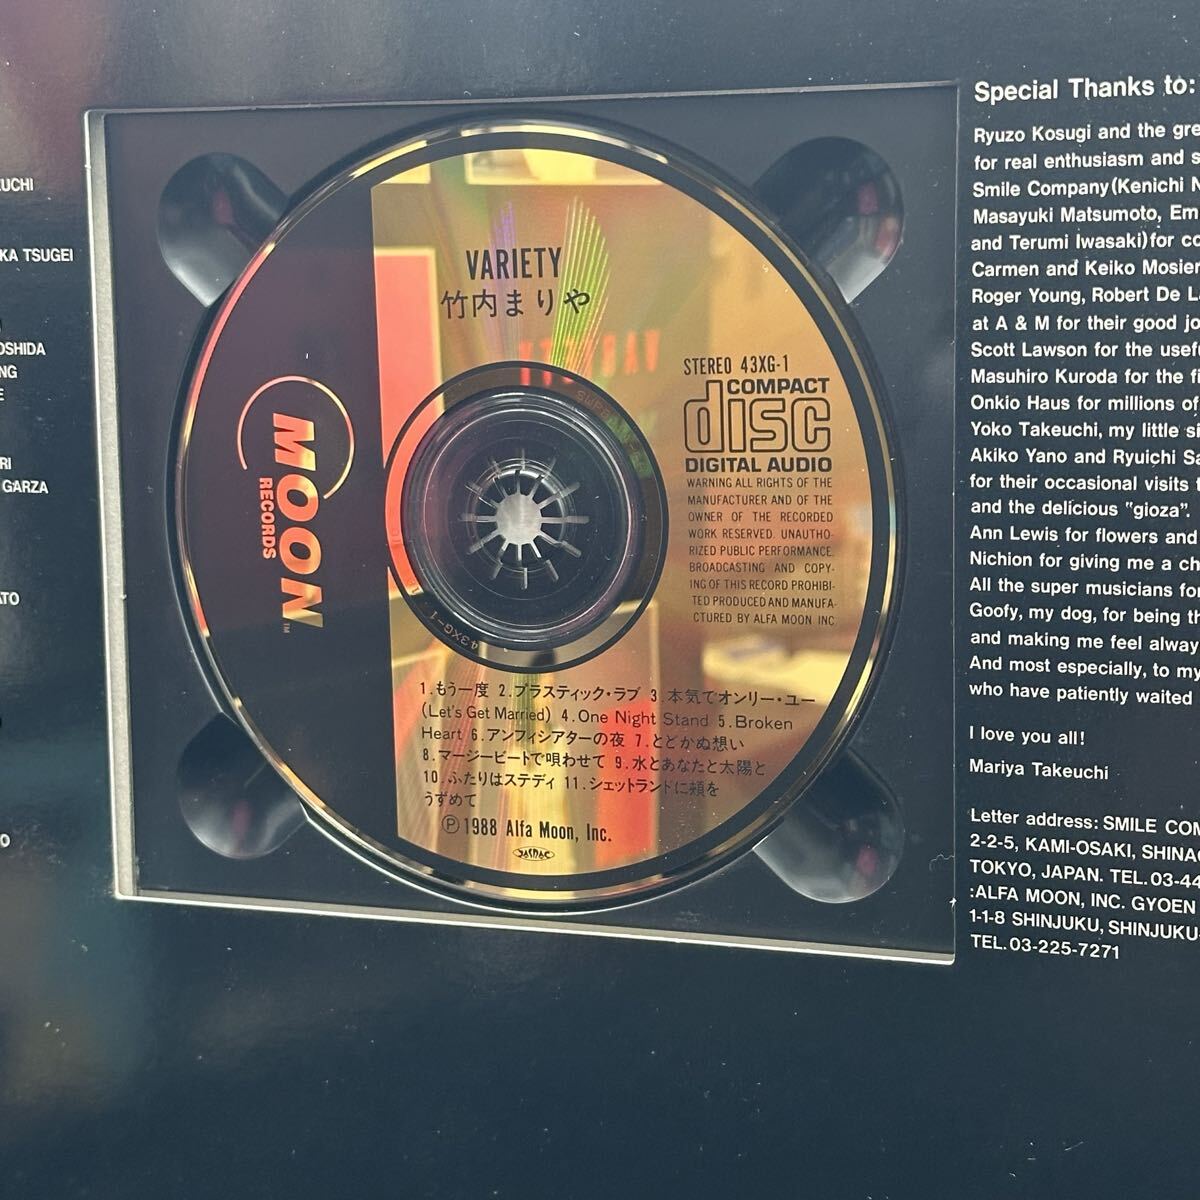 KA TSUGEI
OSHIDA
GARZA
VARIETY
竹内まりや
MOON
RECORDS
TM
STEREO 43XG-1
COMPACT
disc
DIGITAL AUDIO
WARNING ALL RIGHTS OF THE
MANUFACTURER AND OF THE
OWNER OF THE RECORDED
WORK RESERVED. UNAUTHO-
RIZED PUBLIC PERFORMANCE,
BROADCASTING AND COPY-
ING OF THIS RECORD PROHIBI-
TED PRODUCED AND MANUFA-
CTURED BY ALFA MOON INC
43XG-1
1.もう一度 2.プラスティック・ラブ 3.本気でオンリー・ユー
(Let's Get Married) 4.One Night Stand 5.Broken
Heart 6.アンフィシアターの夜 7.とどかぬ想い
8.マージービートで唄わせて 9.水とあなたと太陽と
10.ふたりはステディ 11.シェットランドに頬を
うずめて
Ⓟ1988 Alfa Moon, Inc.
JASRAC
Special Thanks to:
Ryuzo Kosugi and the gre
for real enthusiasm and s
Smile Company(Kenichi N
Masayuki Matsumoto, Em
and Terumi Iwasaki)for co
Carmen and Keiko Mosier
Roger Young, Robert De La
at A & M for their good jo
Scott Lawson for the usefu
Masuhiro Kuroda for the fi
Onkio Haus for millions of
Yoko Takeuchi, my little si
Akiko Yano and Ryuichi Sa
for their occasional visits t
and the delicious "gioza".
Ann Lewis for flowers and
Nichion for giving me a ch
All the super musicians for
Goofy, my dog, for being th
and making me feel alway
And most especially, to my
who have patiently waited
I love you all!
Mariya Takeuchi
Letter address: SMILE COM
2-2-5, KAMI-OSAKI, SHINAG
TOKYO, JAPAN. TEL. 03-44
:ALFA MOON, INC. GYOEN
1-1-8 SHINJUKU, SHINJUKU-
TEL. 03-225-7271